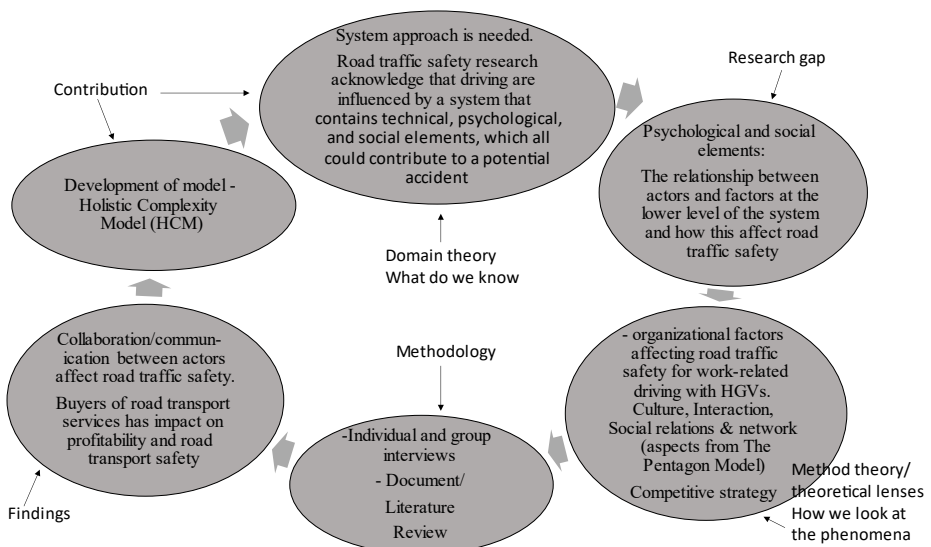 System approach is needed.
Road traffic safety research
acknowledge that driving are
influenced by a system that
contains technical, psychological,
and social elements, which all
could contribute to a potential
accident
Research gap
Psychological and social
elements:
The relationship between
actors and factors at the
lower level of the system
and how this affect road
traffic safety
- organizational factors
affecting road traffic
safety for work-related
driving with HGVs.
Culture, Interaction,
Social relations & network
(aspects from The
Pentagon Model)
Competitive strategy
Method theory/
theoretical lenses
How we look at
the phenomena
Methodology
-Individual and group
interviews
- Document/
Literature
Review
Collaboration/commun-
ication between actors
affect road traffic safety.
Buyers of road transport
services has impact on
profitability and road
transport safety
Findings
Development of model -
Holistic Complexity
Model (HCM)
Contribution
Domain theory
What do we know